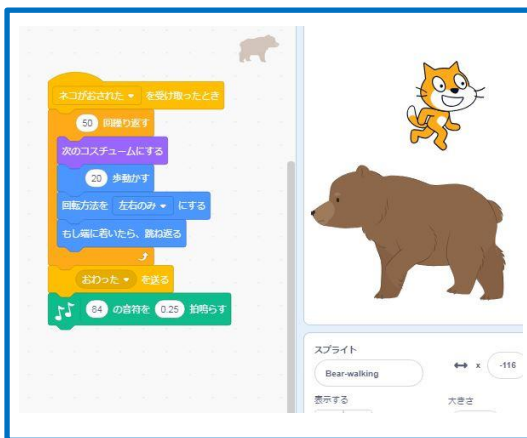 ネコがおされた を受け取ったとき
50 回繰り返す
次のコスチュームにする
20 歩動かす
回転方法を 左右のみ にする
もし端に着いたら、跳ね返る
おわった を送る
84 の音符を 0.25 拍鳴らす
スプライト
Bear-walking
x -116
表示する
大きさ